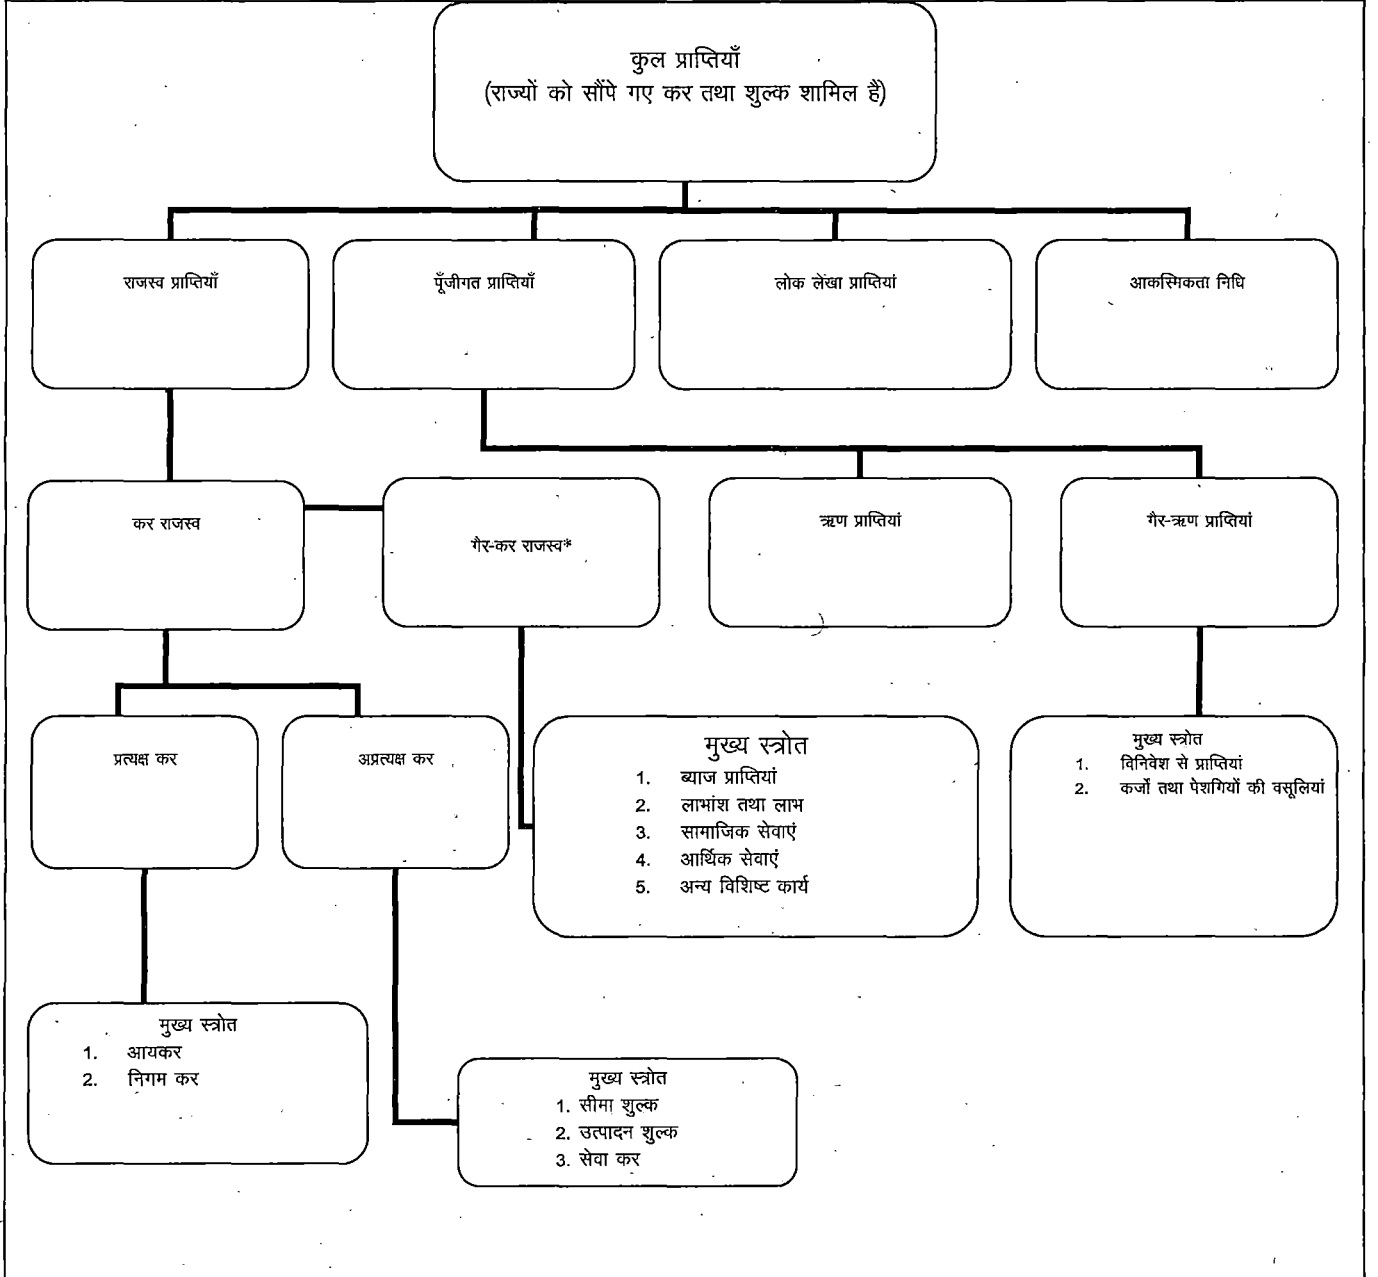 कुल प्राप्तियाँ
(राज्यों को सौंपे गए कर तथा शुल्क शामिल हैं)
राजस्व प्राप्तियाँ
पूँजीगत प्राप्तियाँ
लोक लेखा प्राप्तियां
आकस्मिकता निधि
कर राजस्व
गैर-कर राजस्व*
ऋण प्राप्तियां
गैर-ऋण प्राप्तियां
प्रत्यक्ष कर
अप्रत्यक्ष कर
मुख्य स्त्रोत
1. ब्याज प्राप्तियां
2. लाभांश तथा लाभ
3. सामाजिक सेवाएं
4. आर्थिक सेवाएं
5. अन्य विशिष्ट कार्य
मुख्य स्त्रोत
1. विनिवेश से प्राप्तियां
2. कर्जो तथा पेशगियों की वसूलियां
मुख्य स्त्रोत
1. आयकर
2. निगम कर
मुख्य स्त्रोत
1. सीमा शुल्क
2. उत्पादन शुल्क
3. सेवा कर